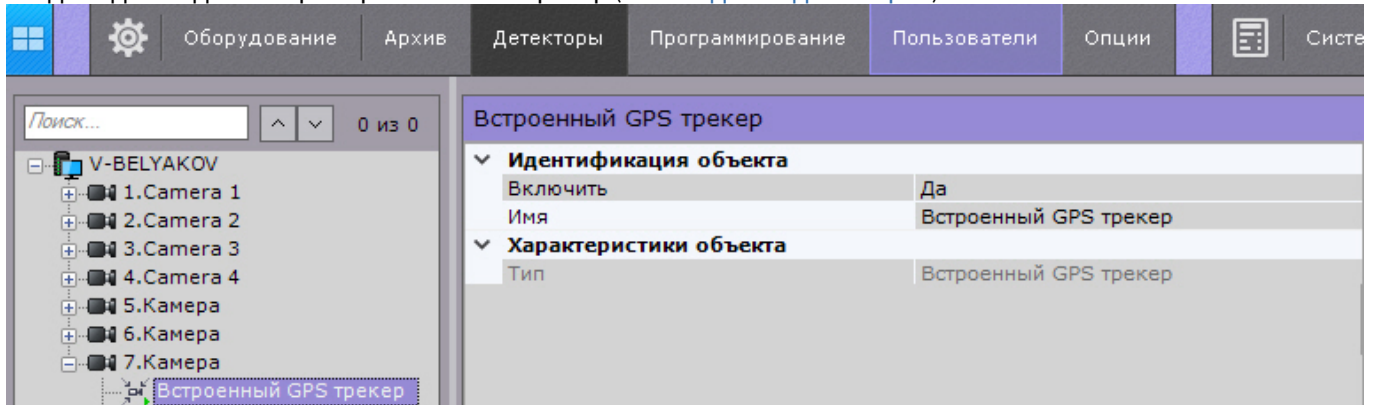 Оборудование Архив Детекторы Программирование Пользователи Опции Систе
Поиск... 0 из 0
Встроенный GPS трекер
V-BELYAKOV
Идентификация объекта
1.Camera 1
Включить Да
2.Camera 2
Имя Встроенный GPS трекер
3.Camera 3
Характеристики объекта
4.Camera 4
Тип Встроенный GPS трекер
5.Камера
6.Камера
7.Камера
Встроенный GPS трекер